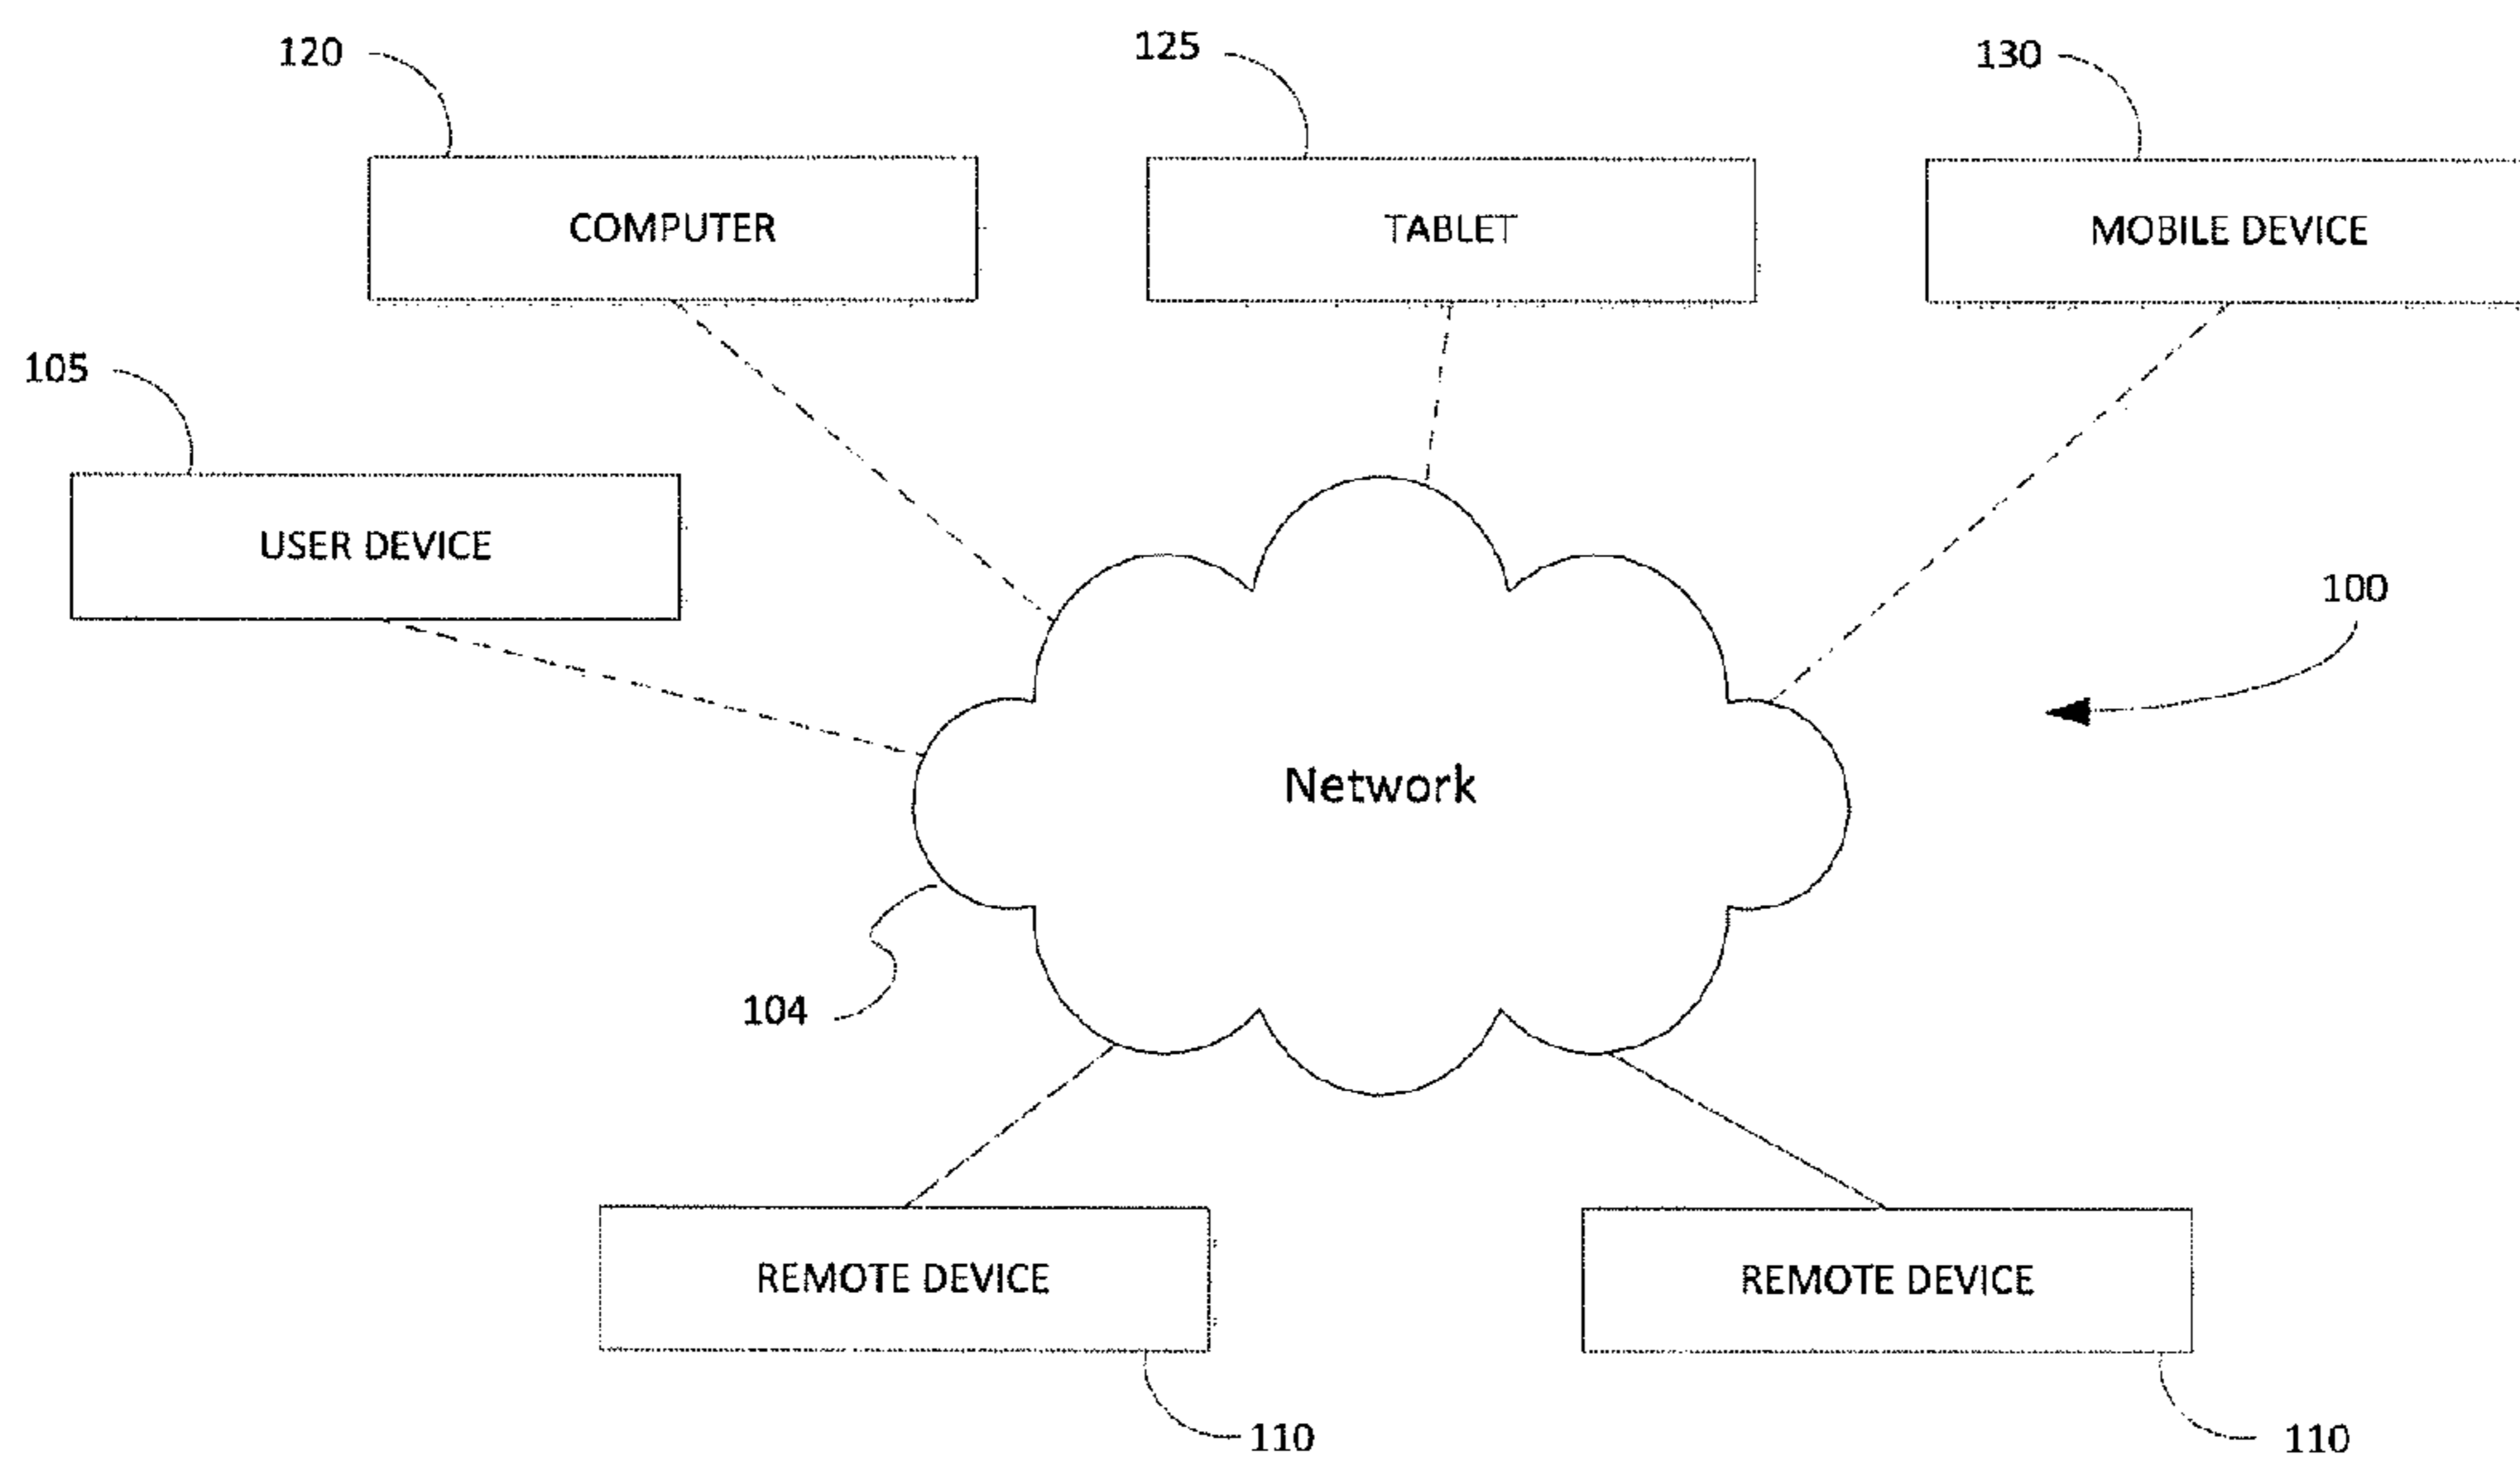 120
125
130
COMPUTER
TABLET
MOBILE DEVICE
105
USER DEVICE
100
Network
104
REMOTE DEVICE
REMOTE DEVICE
110
110